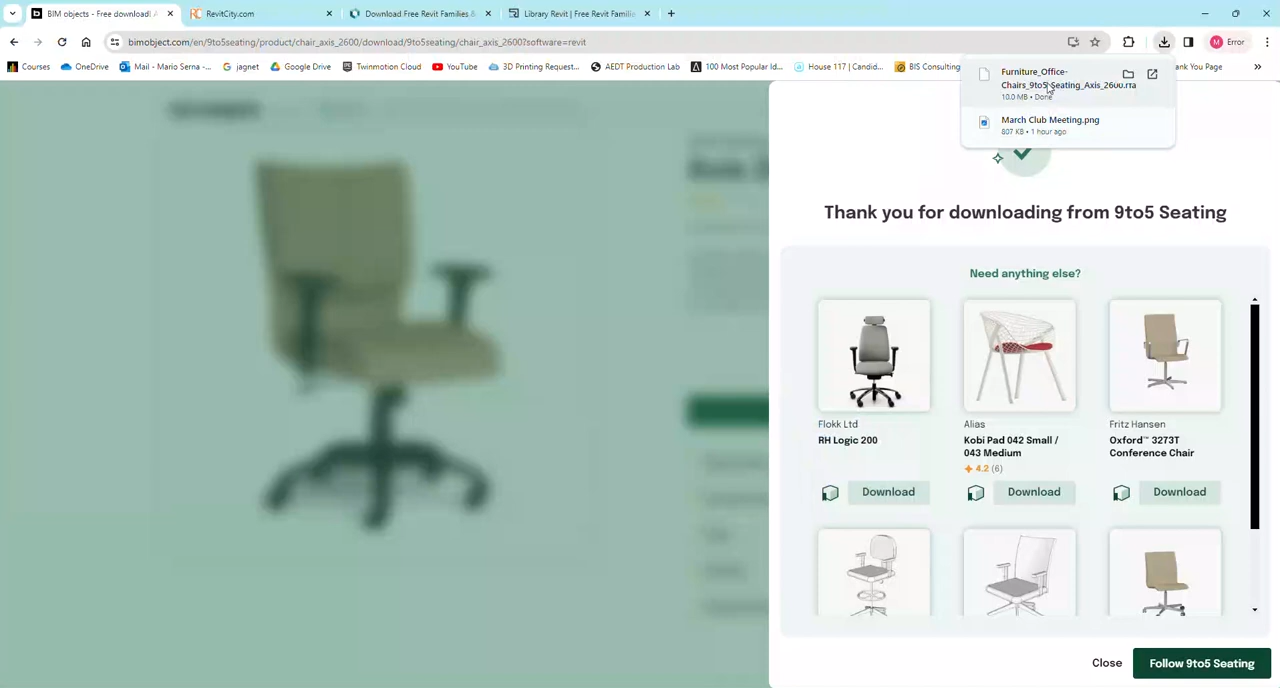 BIM objects - Free download! A
RevitCity.com
Download Free Revit Families &
Library Revit | Free Revit Familie
bimobject.com/en/9to5seating/product/chair_axis_2600/download/9to5seating/chair_axis_2600?software=revit
M Error
Courses
OneDrive
Mail - Mario Serna -...
jagnet
Google Drive
Twinmotion Cloud
YouTube
3D Printing Request...
AEDT Production Lab
100 Most Popular Id...
House 117 | Candid...
BIS Consulting
nk You Page
Furniture_Office-
Chairs_9to5_Seating_Axis_2600.rfa
10.0 MB • Done
March Club Meeting.png
807 KB • 1 hour ago
Thank you for downloading from 9to5 Seating
Need anything else?
Flokk Ltd
RH Logic 200
Download
Alias
Kobi Pad 042 Small /
043 Medium
4.2 (6)
Download
Fritz Hansen
Oxford™ 3273T
Conference Chair
Download
Close
Follow 9to5 Seating